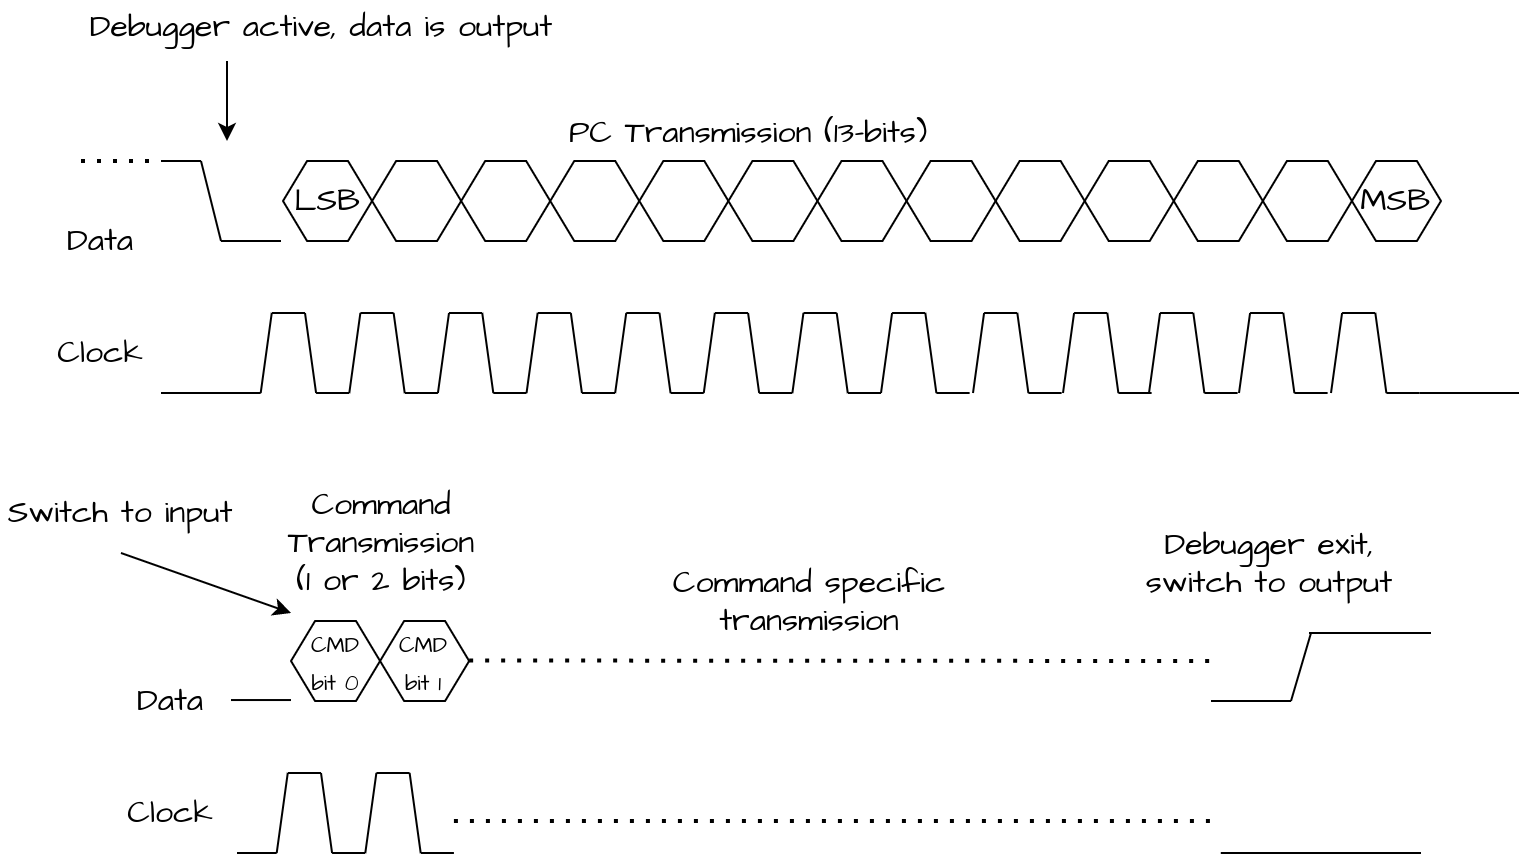 Debugger active, data is output
PC Transmission (13-bits)
LSB
MSB
Data
Clock
Switch to input
Command
Transmission
(1 or 2 bits)
Command specific
transmission
Debugger exit,
switch to output
CMD
bit 0
CMD
bit 1
Data
Clock